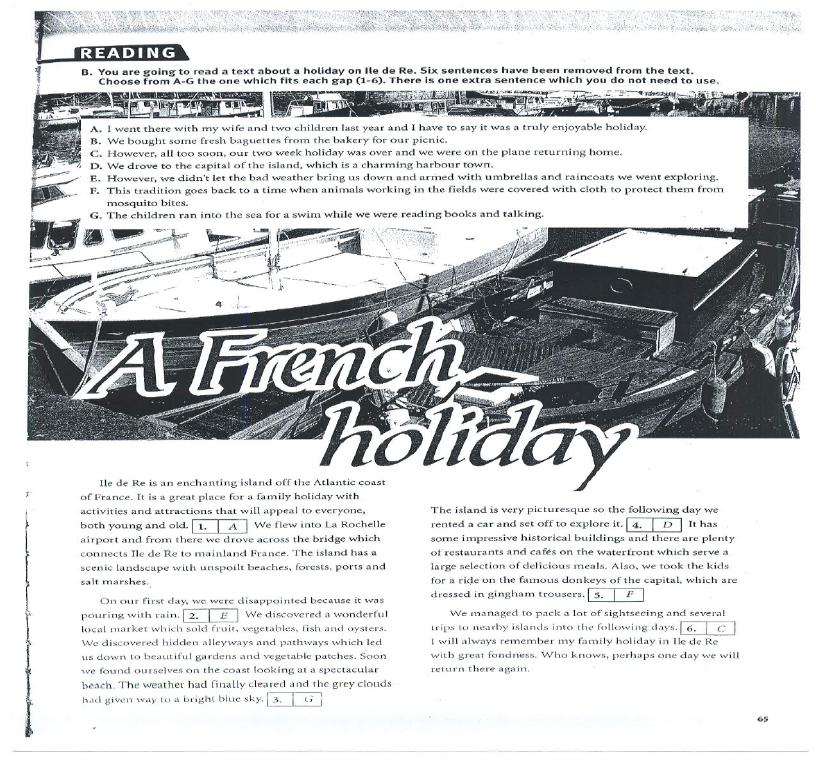 READING
B. You are going to read a text about a holiday on Ile de Re. Six sentences have been removed from the text.
Choose from A-G the one which fits each gap (1-6). There is one extra sentence which you do not need to use.
A. I went there with my wife and two children last year and I have to say it was a truly enjoyable holiday.
B. We bought some fresh baguettes from the bakery for our picnic.
C. However, all too soon, our two week holiday was over and we were on the plane returning home.
D. We drove to the capital of the island, which is a charming harbour town.
E. However, we didn't let the bad weather bring us down and armed with umbrellas and raincoats we went exploring.
F. This tradition goes back to a time when animals working in the fields were covered with cloth to protect them from
mosquito bites.
G. The children ran into the sea for a swim while we were reading books and talking.
A French
holiday
Ile de Re is an enchanting island off the Atlantic coast
of France. It is a great place for a family holiday with
activities and attractions that will appeal to everyone,
both young and old. 1. A We flew into La Rochelle
airport and from there we drove across the bridge which
connects Ile de Re to mainland France. The island has a
scenic landscape with unspoilt beaches, forests, ports and
salt marshes.
On our first day, we were disappointed because it was
pouring with rain. 2. E We discovered a wonderful
local market which sold fruit, vegetables, fish and oysters.
We discovered hidden alleyways and pathways which led
us down to beautiful gardens and vegetable patches. Soon
we found ourselves on the coast looking at a spectacular
beach. The weather had finally cleared and the grey clouds
had given way to a bright blue sky. 3. G
The island is very picturesque so the following day we
rented a car and set off to explore it. 4. D It has
some impressive historical buildings and there are plenty
of restaurants and cafés on the waterfront which serve a
large selection of delicious meals. Also, we took the kids
for a ride on the famous donkeys of the capital, which are
dressed in gingham trousers. 5. F
We managed to pack a lot of sightseeing and several
trips to nearby islands into the following days. 6. C
I will always remember my family holiday in Ile de Re
with great fondness. Who knows, perhaps one day we will
return there again.
65